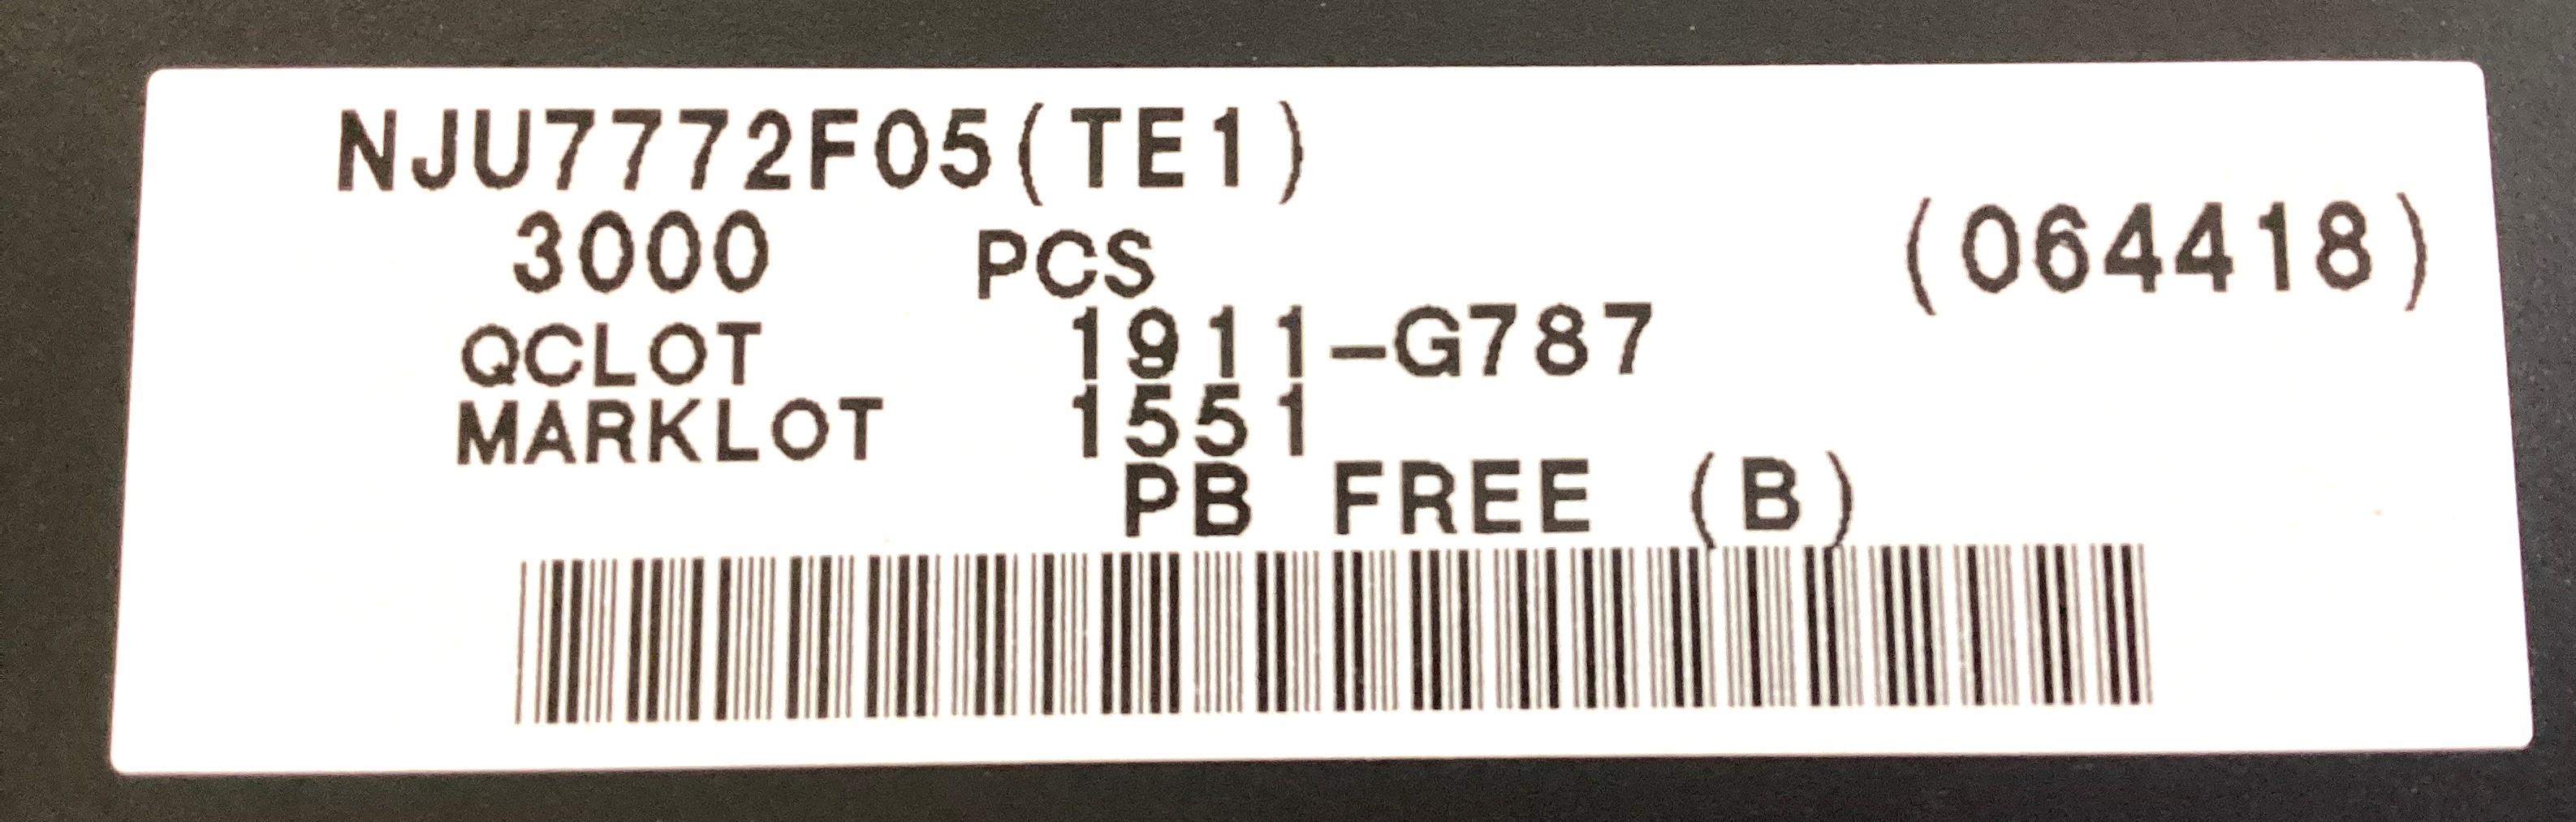 NJU7772F05(TE1)
3000 PCS (064418)
QCLOT 1911-G787
MARKLOT 1551
PB FREE (B)